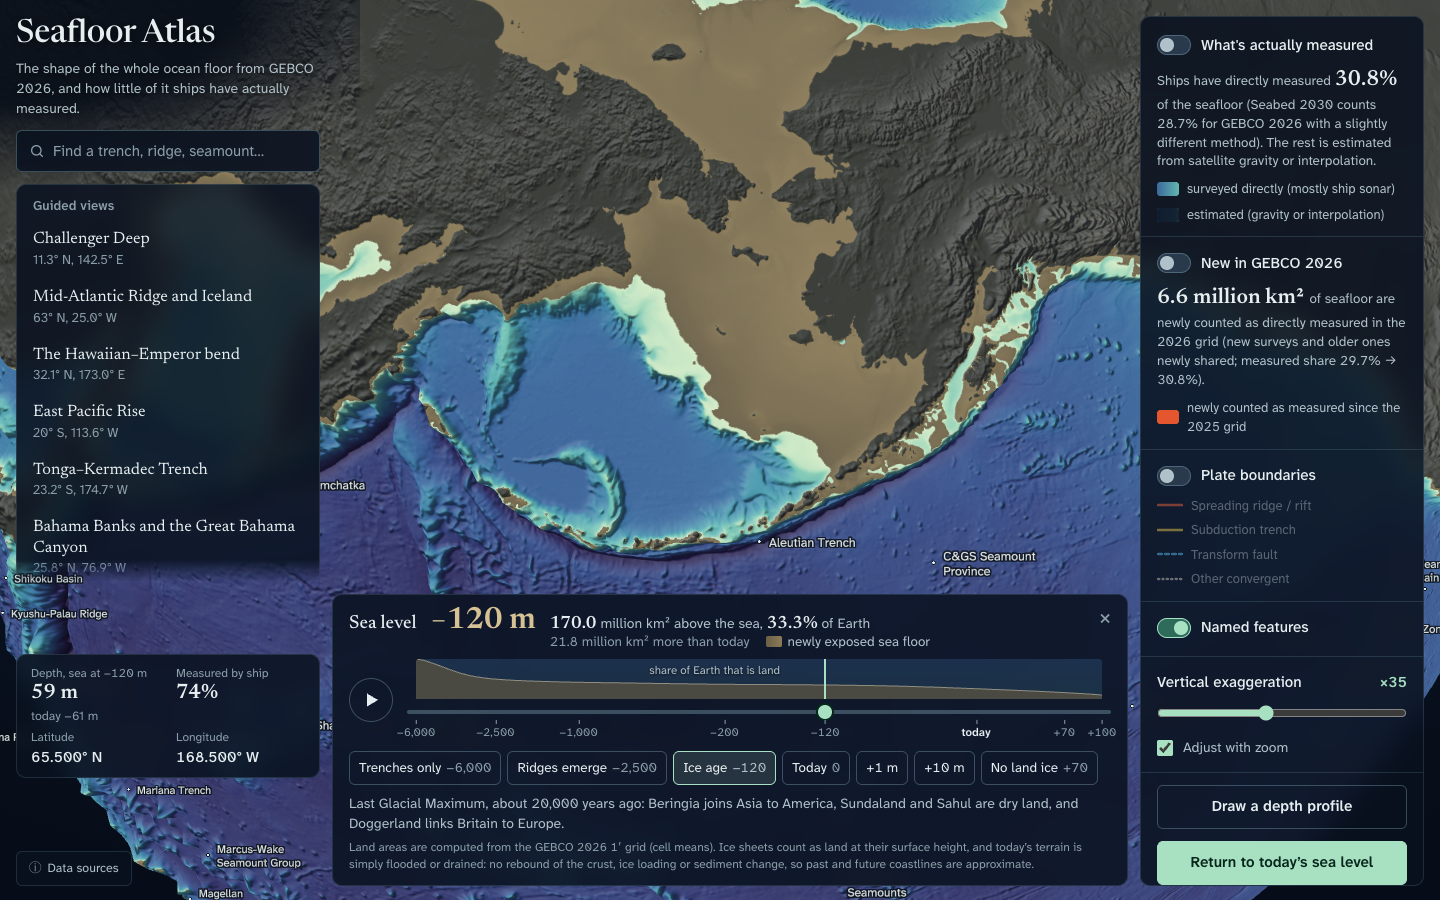 Seafloor Atlas
The shape of the whole ocean floor from GEBCO
2026, and how little of it ships have actually
measured.
Find a trench, ridge, seamount…
Guided views
Challenger Deep
11.3° N, 142.5° E
Mid-Atlantic Ridge and Iceland
63° N, 25.0° W
The Hawaiian–Emperor bend
32.1° N, 173.0° E
East Pacific Rise
20° S, 113.6° W
Tonga–Kermadec Trench
23.2° S, 174.7° W
Bahama Banks and the Great Bahama
Canyon
25.8° N, 76.9° W
Shikoku Basin
Kyushu-Palau Ridge
Depth, sea at −120 m
59 m
today −61 m
Measured by ship
74%
Latitude
65.500° N
Longitude
168.500° W
Mariana Trench
Marcus-Wake
Seamount Group
Magellan
Data sources
mchatka
Aleutian Trench
C&GS Seamount
Province
Seamounts
Sea level −120 m
170.0 million km² above the sea, 33.3% of Earth
21.8 million km² more than today newly exposed sea floor
×
share of Earth that is land
−6,000 −2,500 −1,000 −200 −120 today +70 +100
Trenches only −6,000 Ridges emerge −2,500 Ice age −120 Today 0 +1 m +10 m No land ice +70
Last Glacial Maximum, about 20,000 years ago: Beringia joins Asia to America, Sundaland and Sahul are dry land, and
Doggerland links Britain to Europe.
Land areas are computed from the GEBCO 2026 1′ grid (cell means). Ice sheets count as land at their surface height, and today's terrain is
simply flooded or drained: no rebound of the crust, ice loading or sediment change, so past and future coastlines are approximate.
What's actually measured
Ships have directly measured 30.8%
of the seafloor (Seabed 2030 counts
28.7% for GEBCO 2026 with a slightly
different method). The rest is estimated
from satellite gravity or interpolation.
surveyed directly (mostly ship sonar)
estimated (gravity or interpolation)
New in GEBCO 2026
6.6 million km² of seafloor are
newly counted as directly measured in the
2026 grid (new surveys and older ones
newly shared; measured share 29.7% →
30.8%).
newly counted as measured since the
2025 grid
Plate boundaries
Spreading ridge / rift
Subduction trench
Transform fault
Other convergent
Named features
Vertical exaggeration ×35
Adjust with zoom
Draw a depth profile
Return to today's sea level